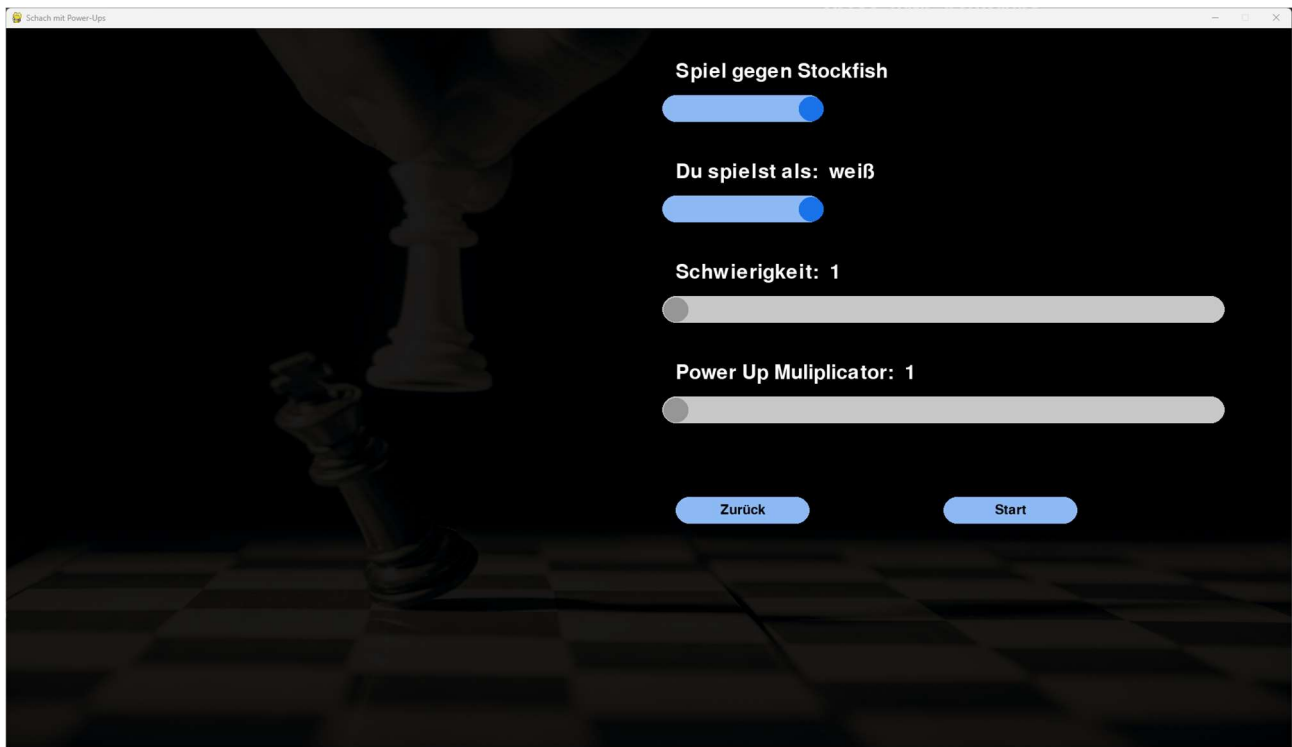 Schach mit Power-Ups
Spiel gegen Stockfish
Du spielst als: weiß
Schwierigkeit: 1
Power Up Muliplicator: 1
Zurück
Start